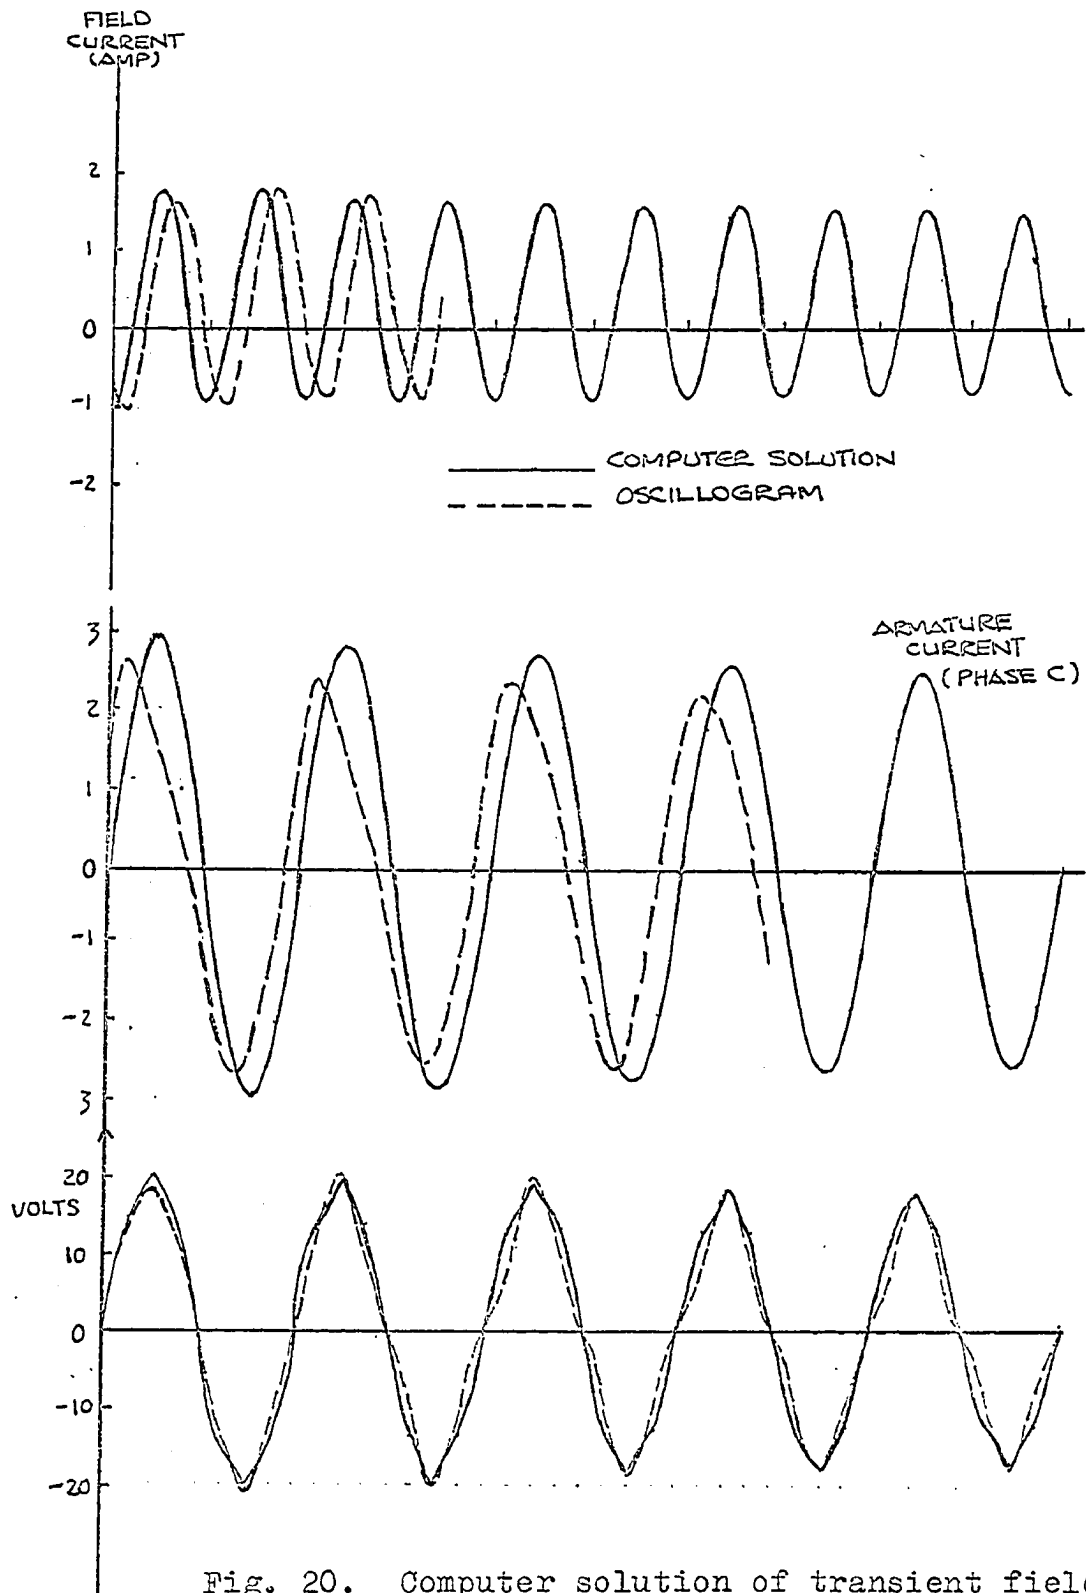 FIELD
CURRENT
(AMP)
2
1
0
-1
-2
COMPUTER SOLUTION
OSCILLOGRAM
3
2
1
0
-1
-2
3
ARMATURE
CURRENT
(PHASE C)
20
VOLTS
10
0
-10
-20
Fig. 20. Computer solution of transient fiel